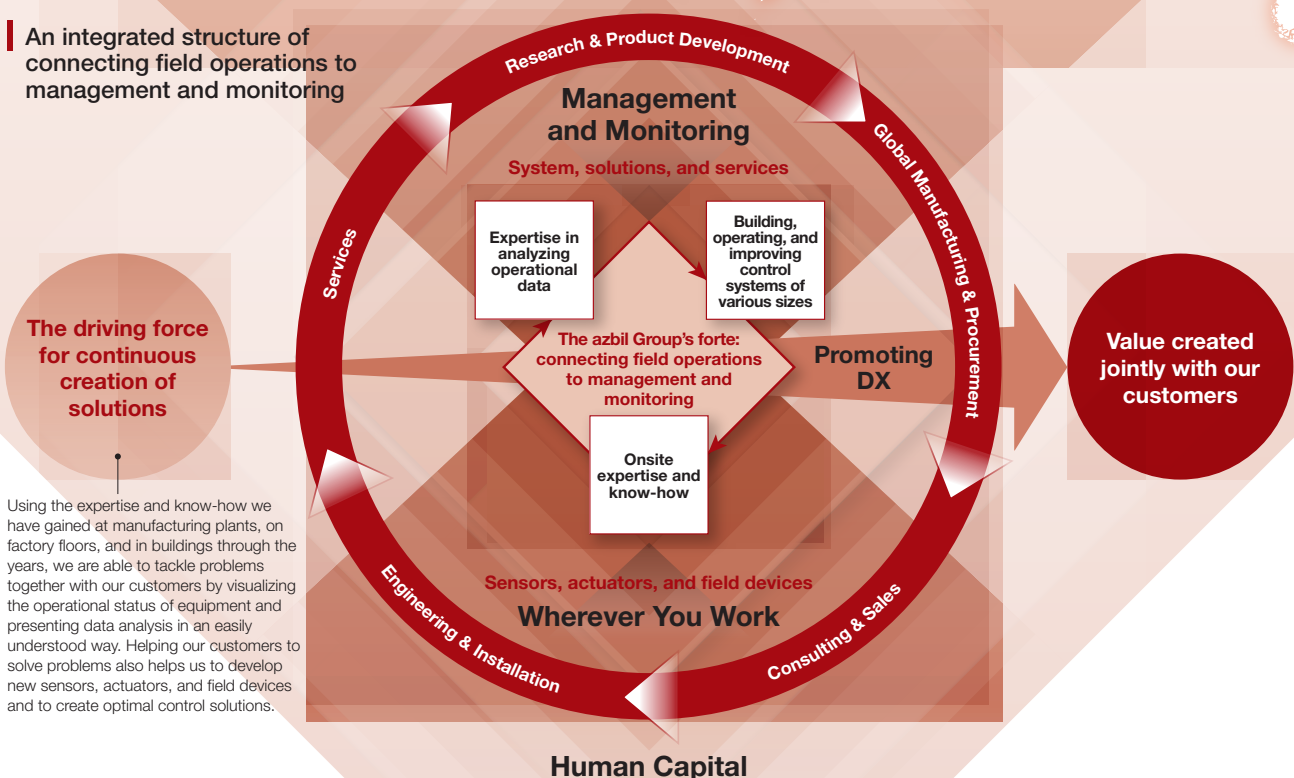 An integrated structure of
connecting field operations to
management and monitoring
Research & Product Development
Global Manufacturing & Procurement
Consulting & Sales
Engineering & Installation
Services
Management
and Monitoring
System, solutions, and services
Expertise in
analyzing
operational
data
Building,
operating, and
improving
control
systems of
various sizes
The azbil Group's forte:
connecting field operations
to management and
monitoring
Onsite
expertise and
know-how
Promoting
DX
Sensors, actuators, and field devices
Wherever You Work
Human Capital
The driving force
for continuous
creation of
solutions
Using the expertise and know-how we
have gained at manufacturing plants, on
factory floors, and in buildings through the
years, we are able to tackle problems
together with our customers by visualizing
the operational status of equipment and
presenting data analysis in an easily
understood way. Helping our customers to
solve problems also helps us to develop
new sensors, actuators, and field devices
and to create optimal control solutions.
Value created
jointly with our
customers